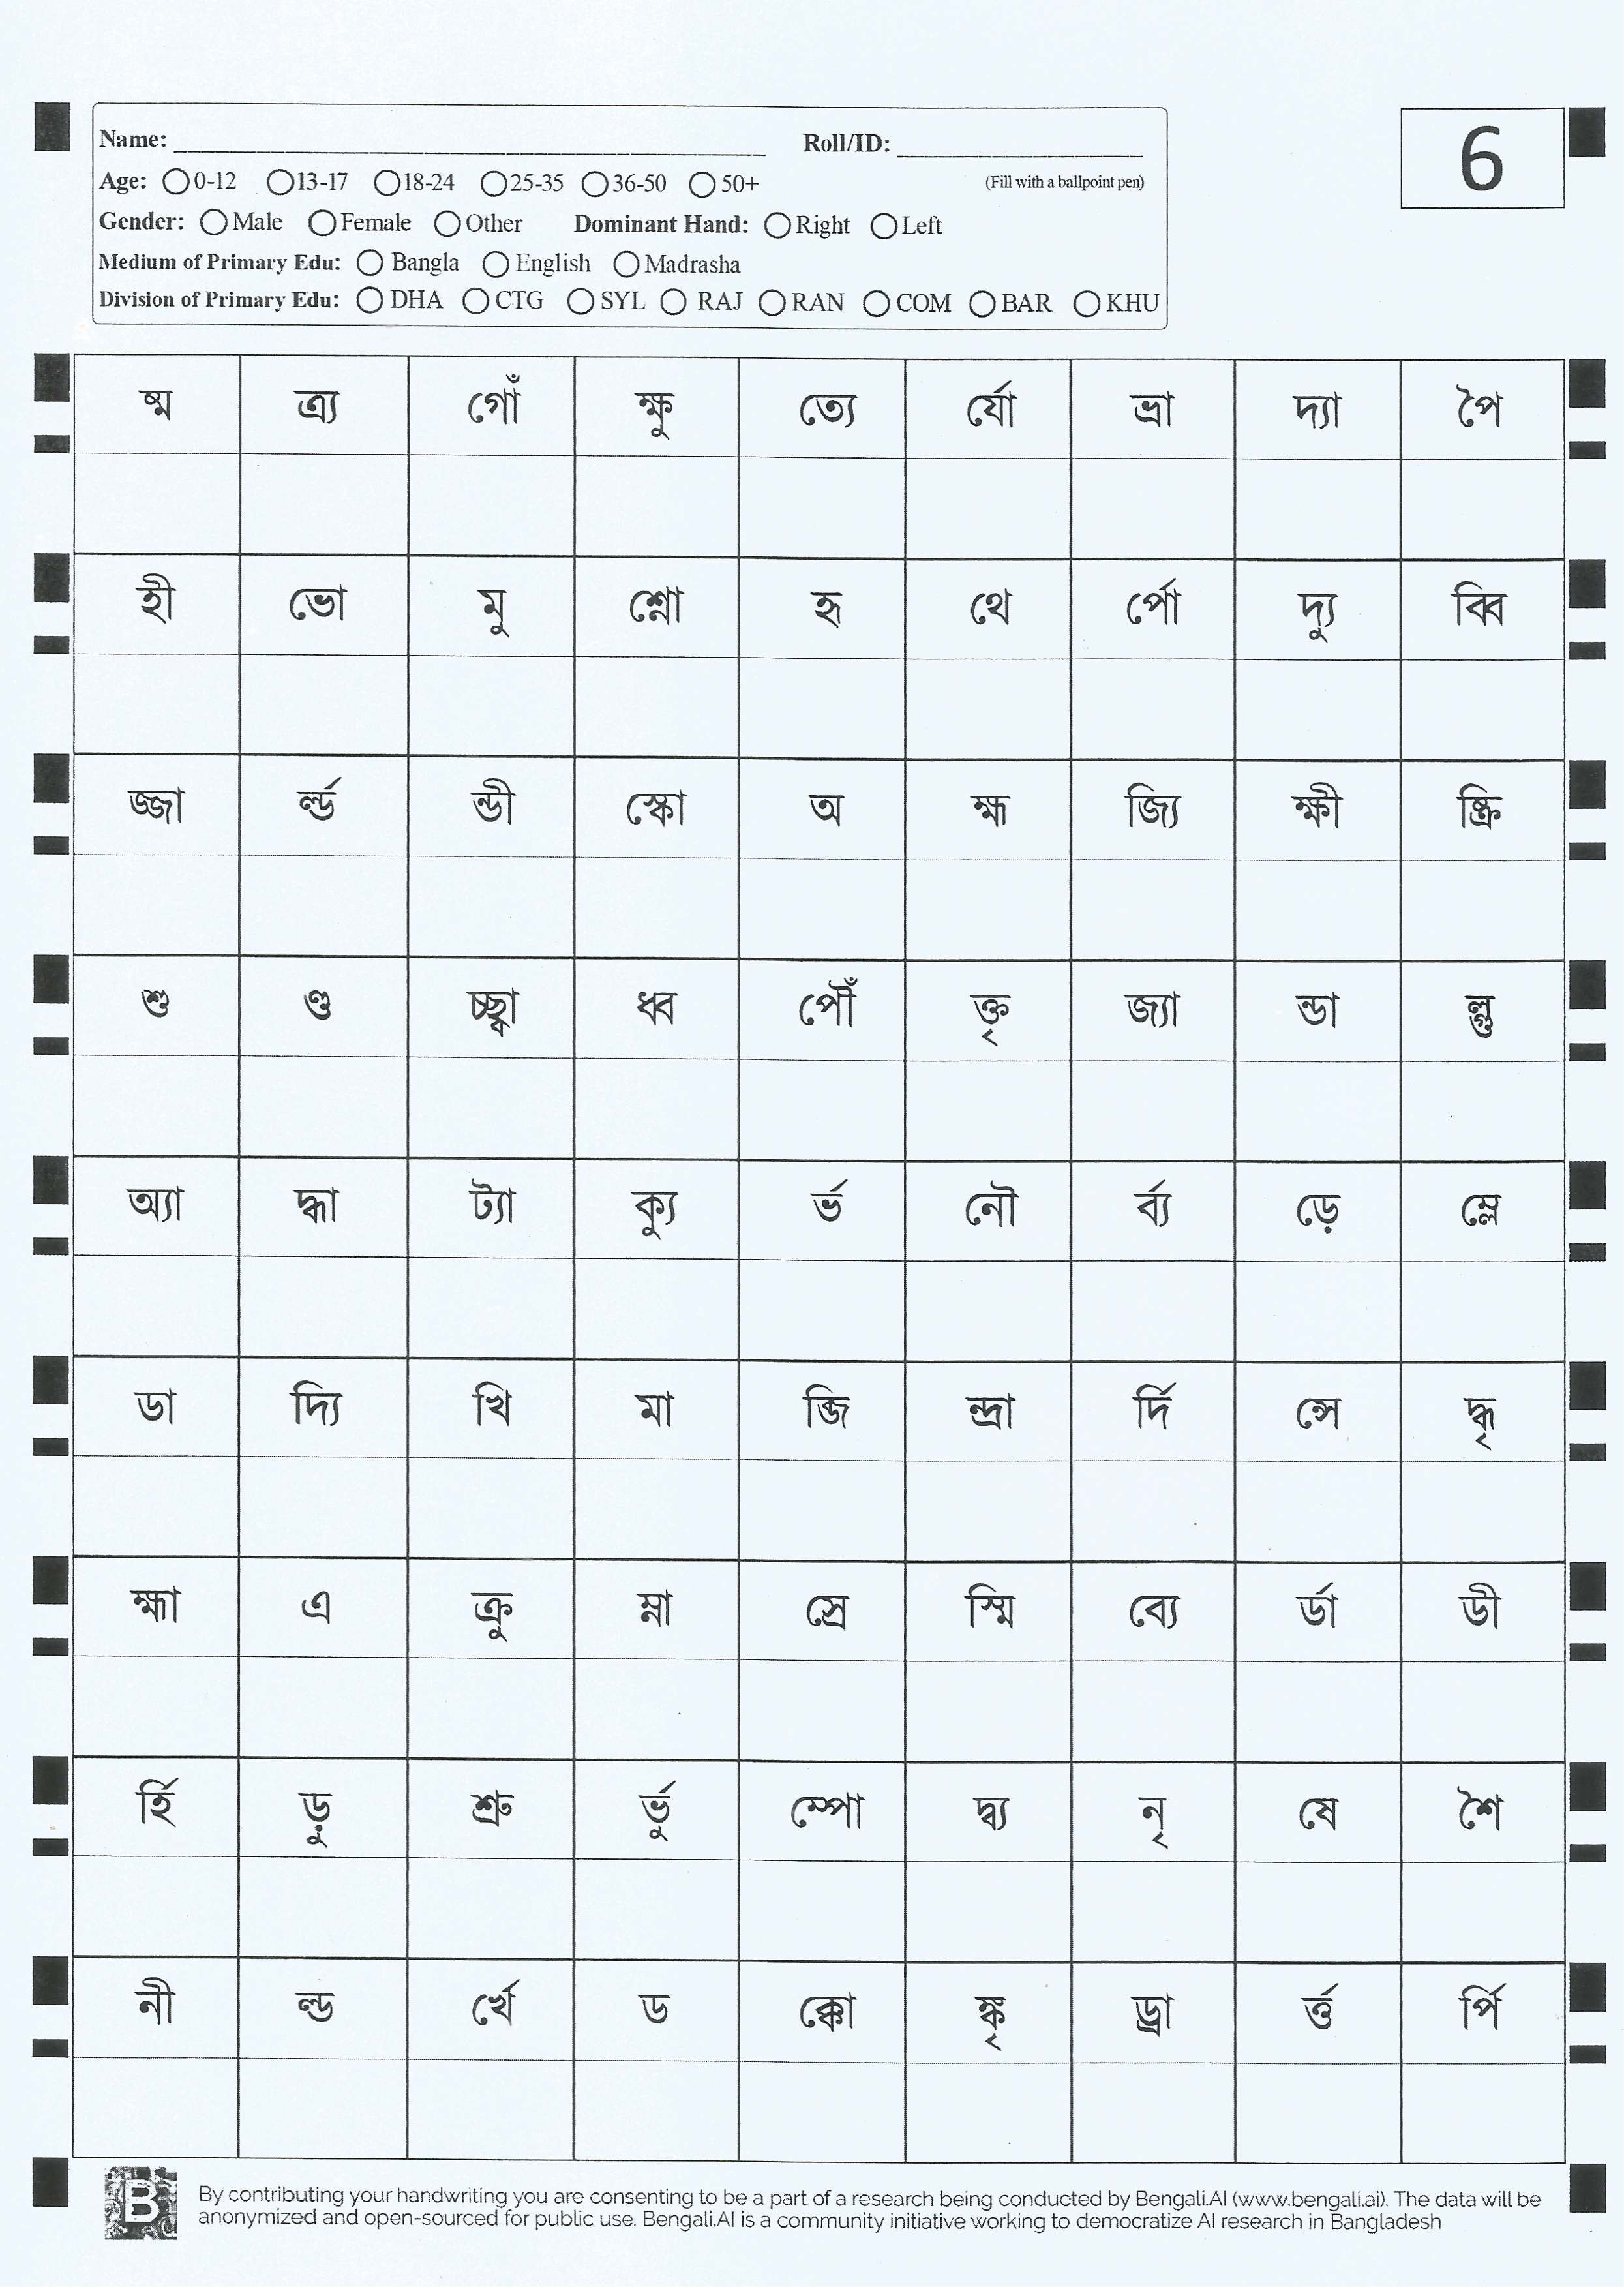 Name: Roll/ID:
6
Age: 0-12 13-17 18-24 25-35 36-50 50+ (Fill with a ballpoint pen)
Gender: Male Female Other Dominant Hand: Right Left
Medium of Primary Edu: Bangla English Madrasha
Division of Primary Edu: DHA CTG SYL RAJ RAN COM BAR KHU
ষ্ম ত্র্য গোঁ ক্ষু ত্যে র্যো ভ্রা দ্যা পৈ
হী ভো মু শ্নো হৃ থে র্পো দ্যু ব্বি
জ্জা র্ল্ড ন্ডী স্কো অ হ্ম জ্যি ক্ষী ষ্ক্রি
শু ণ্ড চ্ছ্বা ধ্ব পৌঁ ক্তৃ জ্যা ন্ডা ল্গু
অ্যা দ্ধা ট্যা ক্যু র্ভ নৌ র্ব্য ড়ে ম্লে
ডা দ্যি খি মা ব্জি ন্দ্রা র্দি ন্সে দ্ধৃ
হ্মা এ ক্রু ম্না স্রে স্মি ব্যে র্ডা ডী
র্হি ড়ু শ্রু র্ভু ম্পো দ্ব্য নৃ ষে শৈ
নী ল্ড র্খে ড ক্কো ঙ্কৃ ড্রা র্ত্ত র্পি
B By contributing your handwriting you are consenting to be a part of a research being conducted by Bengali.AI (www.bengali.ai). The data will be
anonymized and open-sourced for public use. Bengali.AI is a community initiative working to democratize AI research in Bangladesh